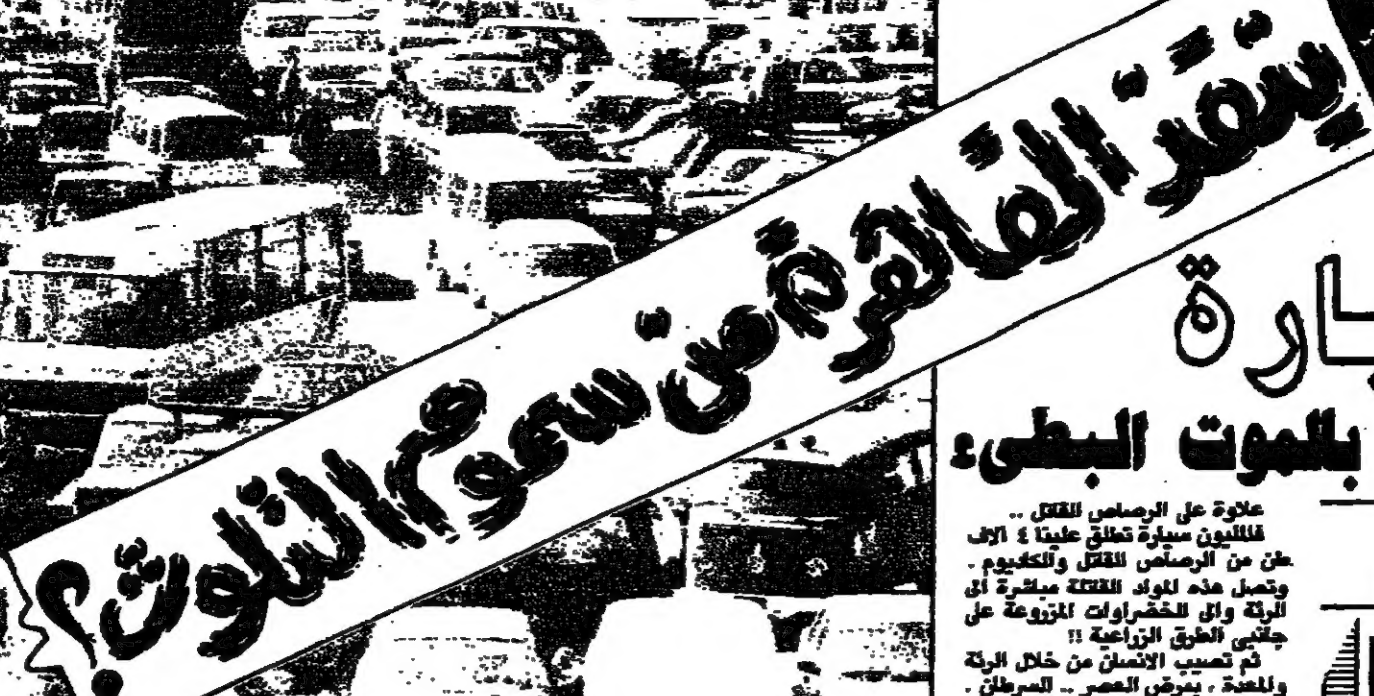 ينقذ القاهرة من سموم التلوث ؟
ـارة
بالموت البطىء
علاوة على الرصاص القاتل ..
فالمليون سيارة تطلق علينا ٤ آلاف
طن من الرصاص القاتل والكادميوم .
وتصل هذه المواد القاتلة مباشرة الى
الرئة والى الخضراوات المزروعة على
جانبى الطرق الزراعية !!
ثم تصيب الانسان من خلال الرئة
والمعدة . بمرض العصر .. السرطان .